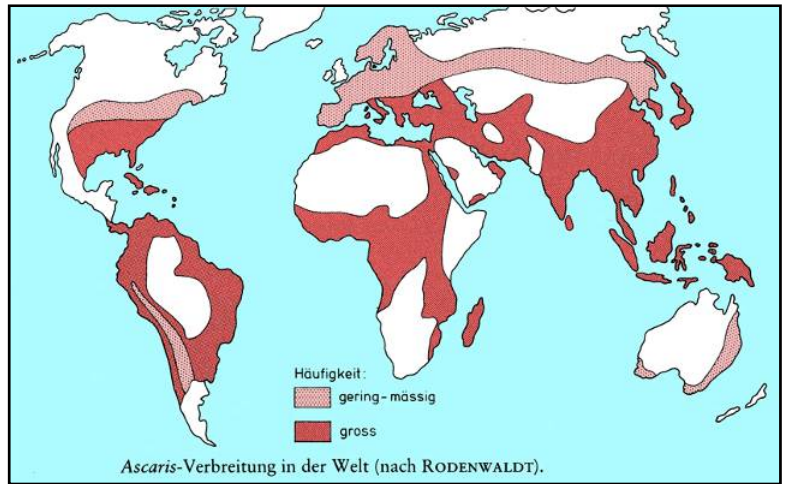 Häufigkeit:
gering-mässig
gross
Ascaris-Verbreitung in der Welt (nach RODENWALDT).